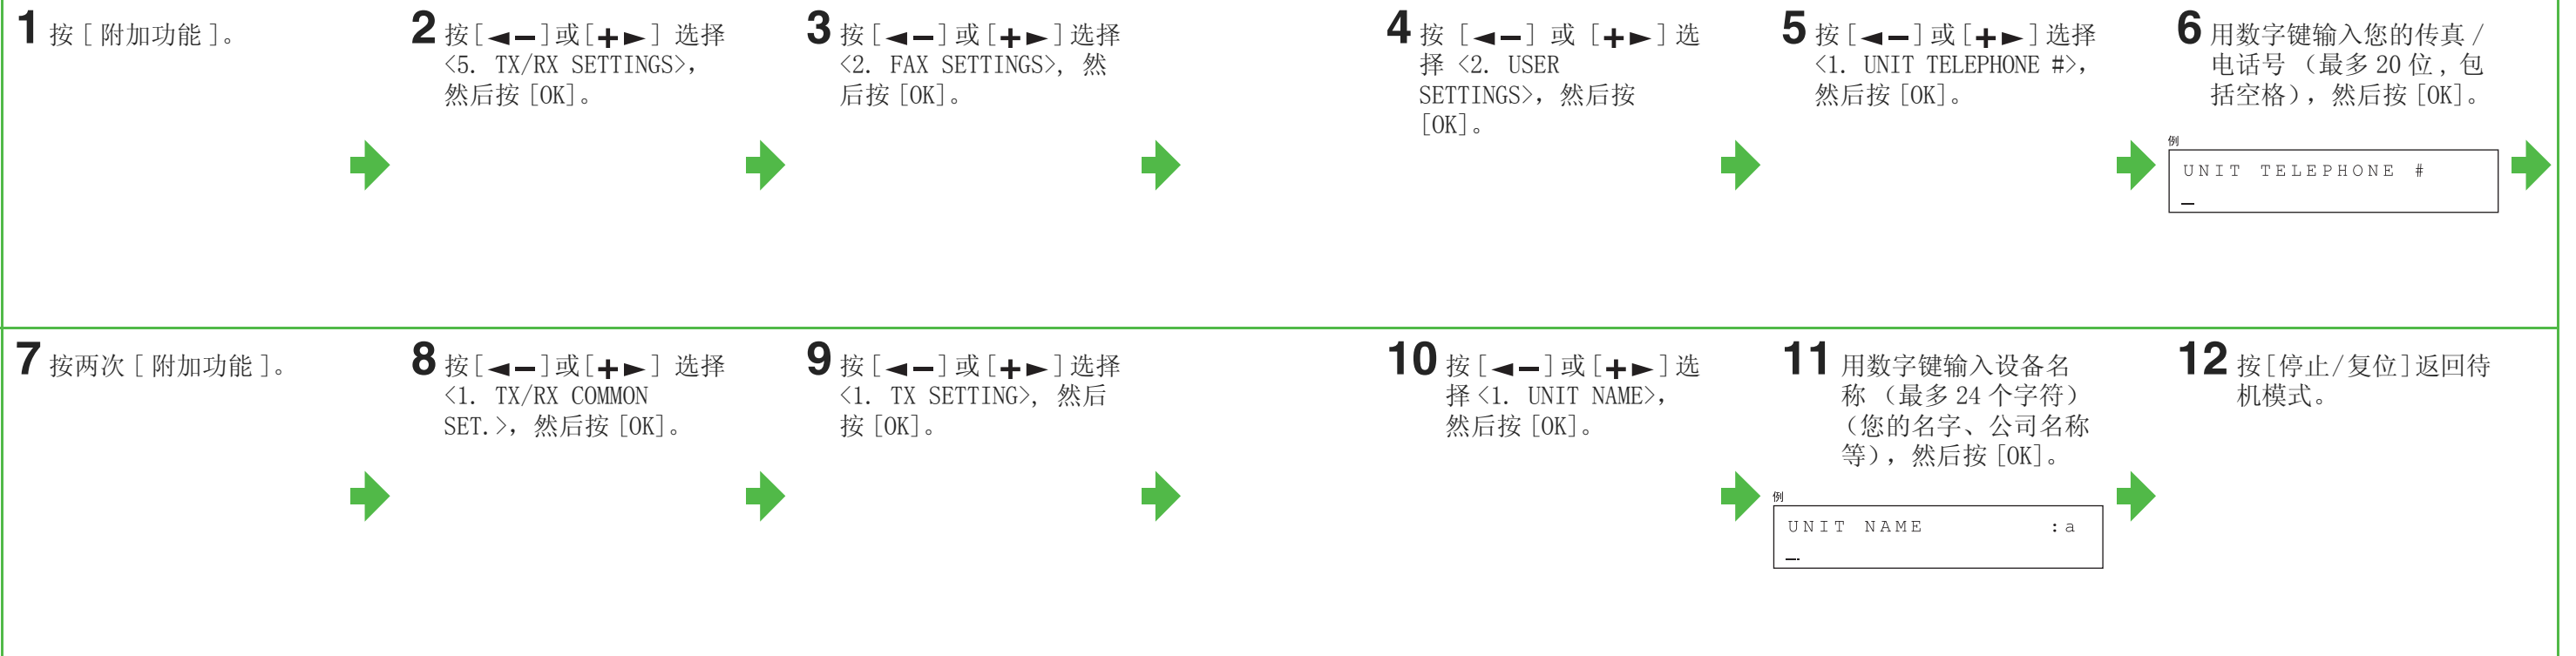 1 按 [ 附加功能 ]。
2 按[◄−]或[+►] 选择
<5. TX/RX SETTINGS>,
然后按 [OK]。
3 按[◄−]或[+►]选择
<2. FAX SETTINGS>, 然
后按 [OK]。
4 按 [◄−] 或 [+►]选
择 <2. USER
SETTINGS>, 然后按
[OK]。
5 按[◄−]或[+►]选择
<1. UNIT TELEPHONE #>,
然后按 [OK]。
6 用数字键输入您的传真 /
电话号 （最多 20 位 , 包
括空格）, 然后按 [OK]。
例
UNIT TELEPHONE #
_
7 按两次 [ 附加功能 ]。
8 按[◄−]或[+►] 选择
<1. TX/RX COMMON
SET.>, 然后按 [OK]。
9 按[◄−]或[+►]选择
<1. TX SETTING>, 然后
按 [OK]。
10 按[◄−]或[+►]选
择 <1. UNIT NAME>,
然后按 [OK]。
11 用数字键输入设备名
称 （最多 24 个字符）
（您的名字、公司名称
等）, 然后按 [OK]。
例
UNIT NAME :a
_
12 按[停止/复位]返回待
机模式。